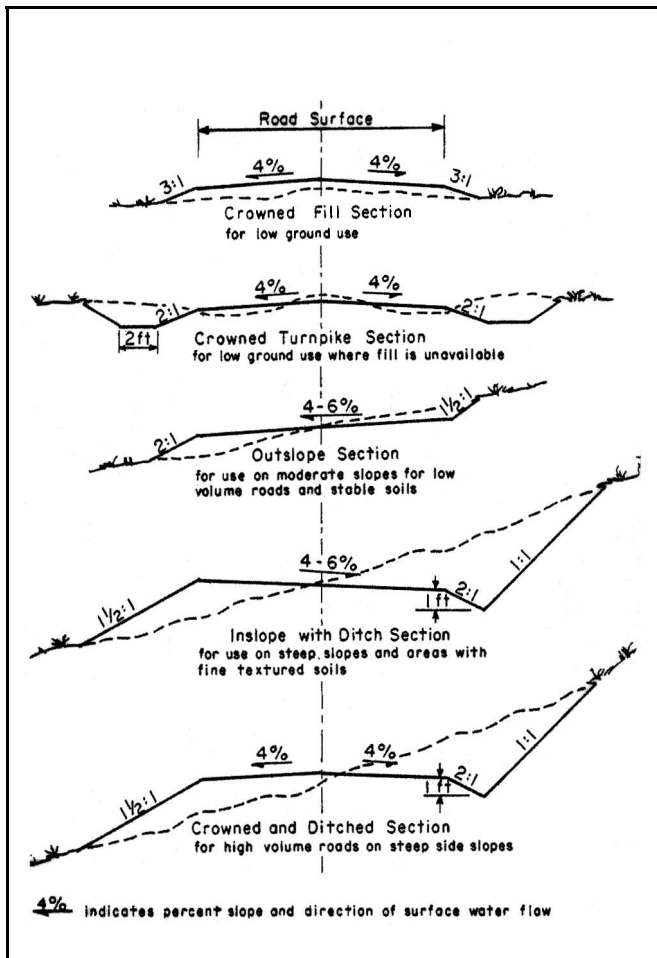 Road Surface
4% 4%
3:1 3:1
Crowned Fill Section
for low ground use
4% 4%
2:1 2:1
2ft
Crowned Turnpike Section
for low ground use where fill is unavailable
4-6% 1½:1
2:1
Outslope Section
for use on moderate slopes for low
volume roads and stable soils
4-6%
1½:1 2:1 1:1
1 ft
Inslope with Ditch Section
for use on steep slopes and areas with
fine textured soils
4% 4%
1½:1 2:1 1:1
1 ft
Crowned and Ditched Section
for high volume roads on steep side slopes
4% indicates percent slope and direction of surface water flow